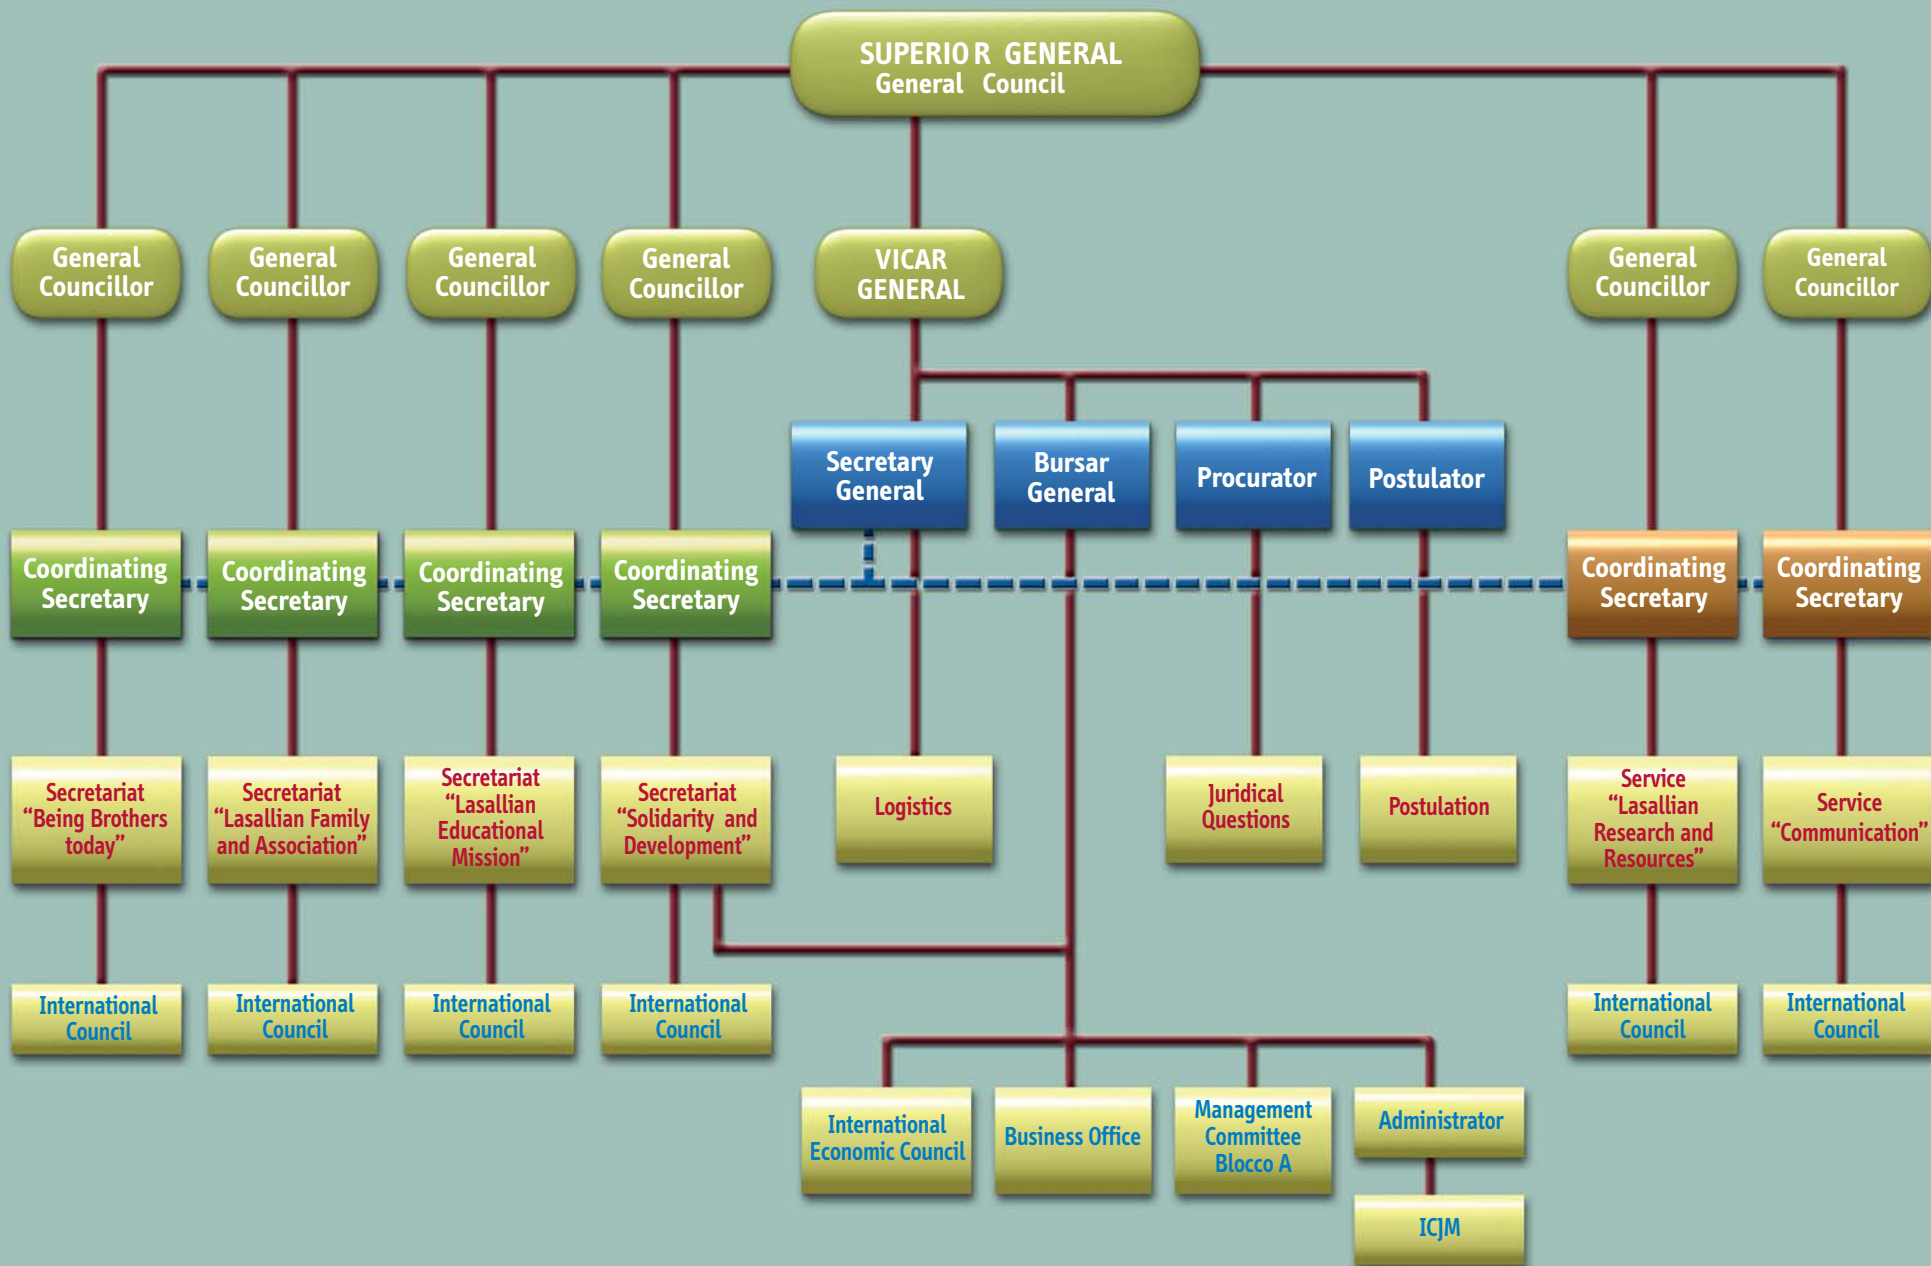 SUPERIOR GENERAL
General Council
General
Councillor
General
Councillor
General
Councillor
General
Councillor
VICAR
GENERAL
General
Councillor
General
Councillor
Secretary
General
Bursar
General
Procurator
Postulator
Coordinating
Secretary
Coordinating
Secretary
Coordinating
Secretary
Coordinating
Secretary
Coordinating
Secretary
Coordinating
Secretary
Secretariat
“Being Brothers
today”
Secretariat
“Lasallian Family
and Association”
Secretariat
“Lasallian
Educational
Mission”
Secretariat
“Solidarity and
Development”
Logistics
Juridical
Questions
Postulation
Service
“Lasallian
Research and
Resources”
Service
“Communication”
International
Council
International
Council
International
Council
International
Council
International
Council
International
Council
International
Economic Council
Business Office
Management
Committee
Blocco A
Administrator
ICJM